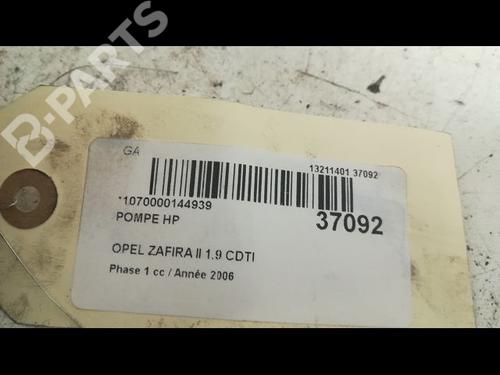 B-PARTS
GA
13211401 37092
*1070000144939
37092
POMPE HP
OPEL ZAFIRA II 1.9 CDTI
Phase 1 cc / Année 2006